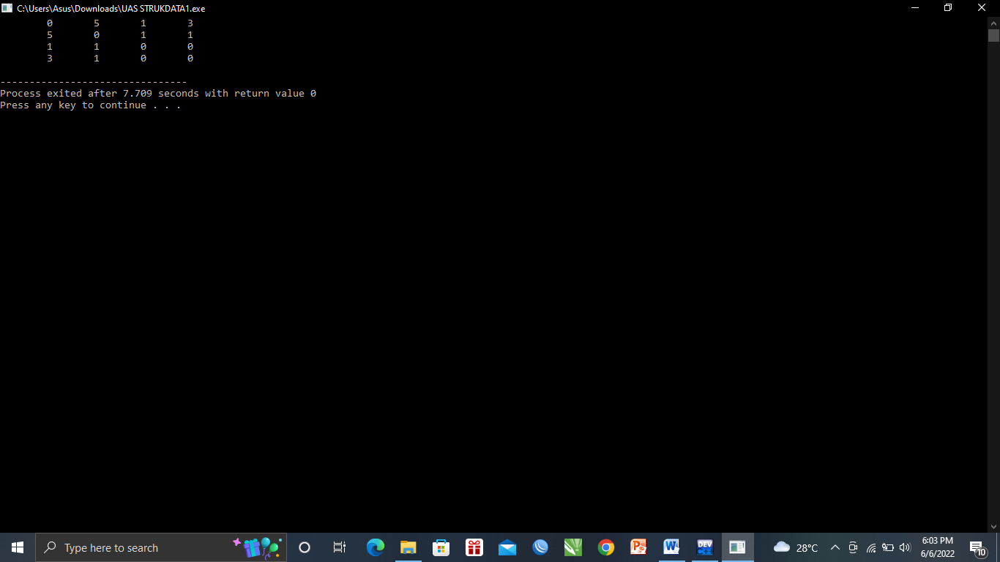 C:\Users\Asus\Downloads\UAS STRUKDATA1.exe
0 5 1 3
5 0 1 1
1 1 0 0
3 1 0 0
--------------------------------
Process exited after 7.709 seconds with return value 0
Press any key to continue . . .
Type here to search
DEV
C++
28°C
6:03 PM
6/6/2022
10